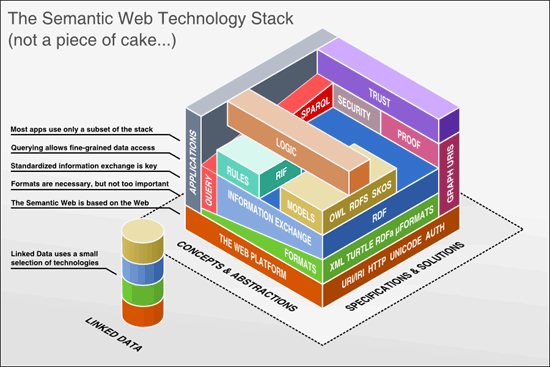 The Semantic Web Technology Stack
(not a piece of cake...)
Most apps use only a subset of the stack
Querying allows fine-grained data access
Standardized information exchange is key
Formats are necessary, but not too important
The Semantic Web is based on the Web
Linked Data uses a small
selection of technologies
LINKED DATA
APPLICATIONS
QUERY
SPARQL
LOGIC
RULES
RIF
MODELS
OWL RDFS SKOS
INFORMATION EXCHANGE
RDF
FORMATS
XML TURTLE RDFa µFORMATS
THE WEB PLATFORM
URI/IRI HTTP UNICODE AUTH
TRUST
SECURITY
PROOF
GRAPH URIS
CONCEPTS & ABSTRACTIONS
SPECIFICATIONS & SOLUTIONS